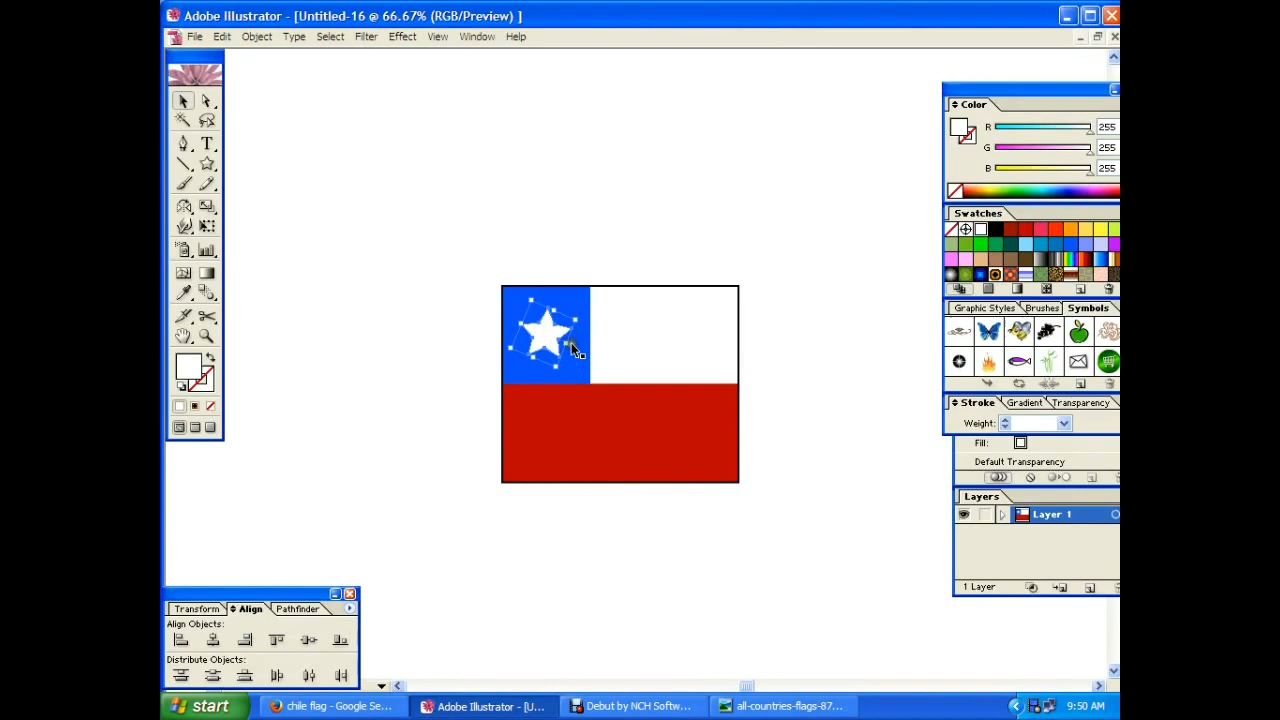 Adobe Illustrator - [Untitled-16 @ 66.67% (RGB/Preview) ]
File Edit Object Type Select Filter Effect View Window Help
Color
R 255
G 255
B 255
Swatches
Graphic Styles Brushes Symbols
Stroke Gradient Transparency
Weight:
Fill:
Default Transparency
Layers
Layer 1
1 Layer
Transform Align Pathfinder
Align Objects:
Distribute Objects:
start chile flag - Google Se... Adobe Illustrator - [U... Debut by NCH Softw... all-countries-flags-87... 9:50 AM